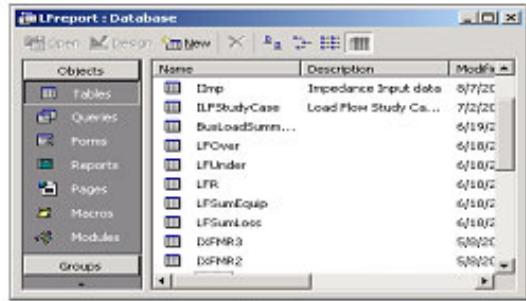 LFreport : Database
Open Design New
Objects
Tables
Queries
Forms
Reports
Pages
Macros
Modules
Groups
Name Description Modifi
IImp Impedance Input data 8/7/20
ILFStudyCase Load Flow Study Ca... 7/2/20
BusLoadSumm... 6/19/2
LFOver 6/18/2
LFUnder 6/18/2
LFR 6/18/2
LFSumEquip 6/18/2
LFSumLoss 6/18/2
IXFMR3 5/8/20
IXFMR2 5/8/20